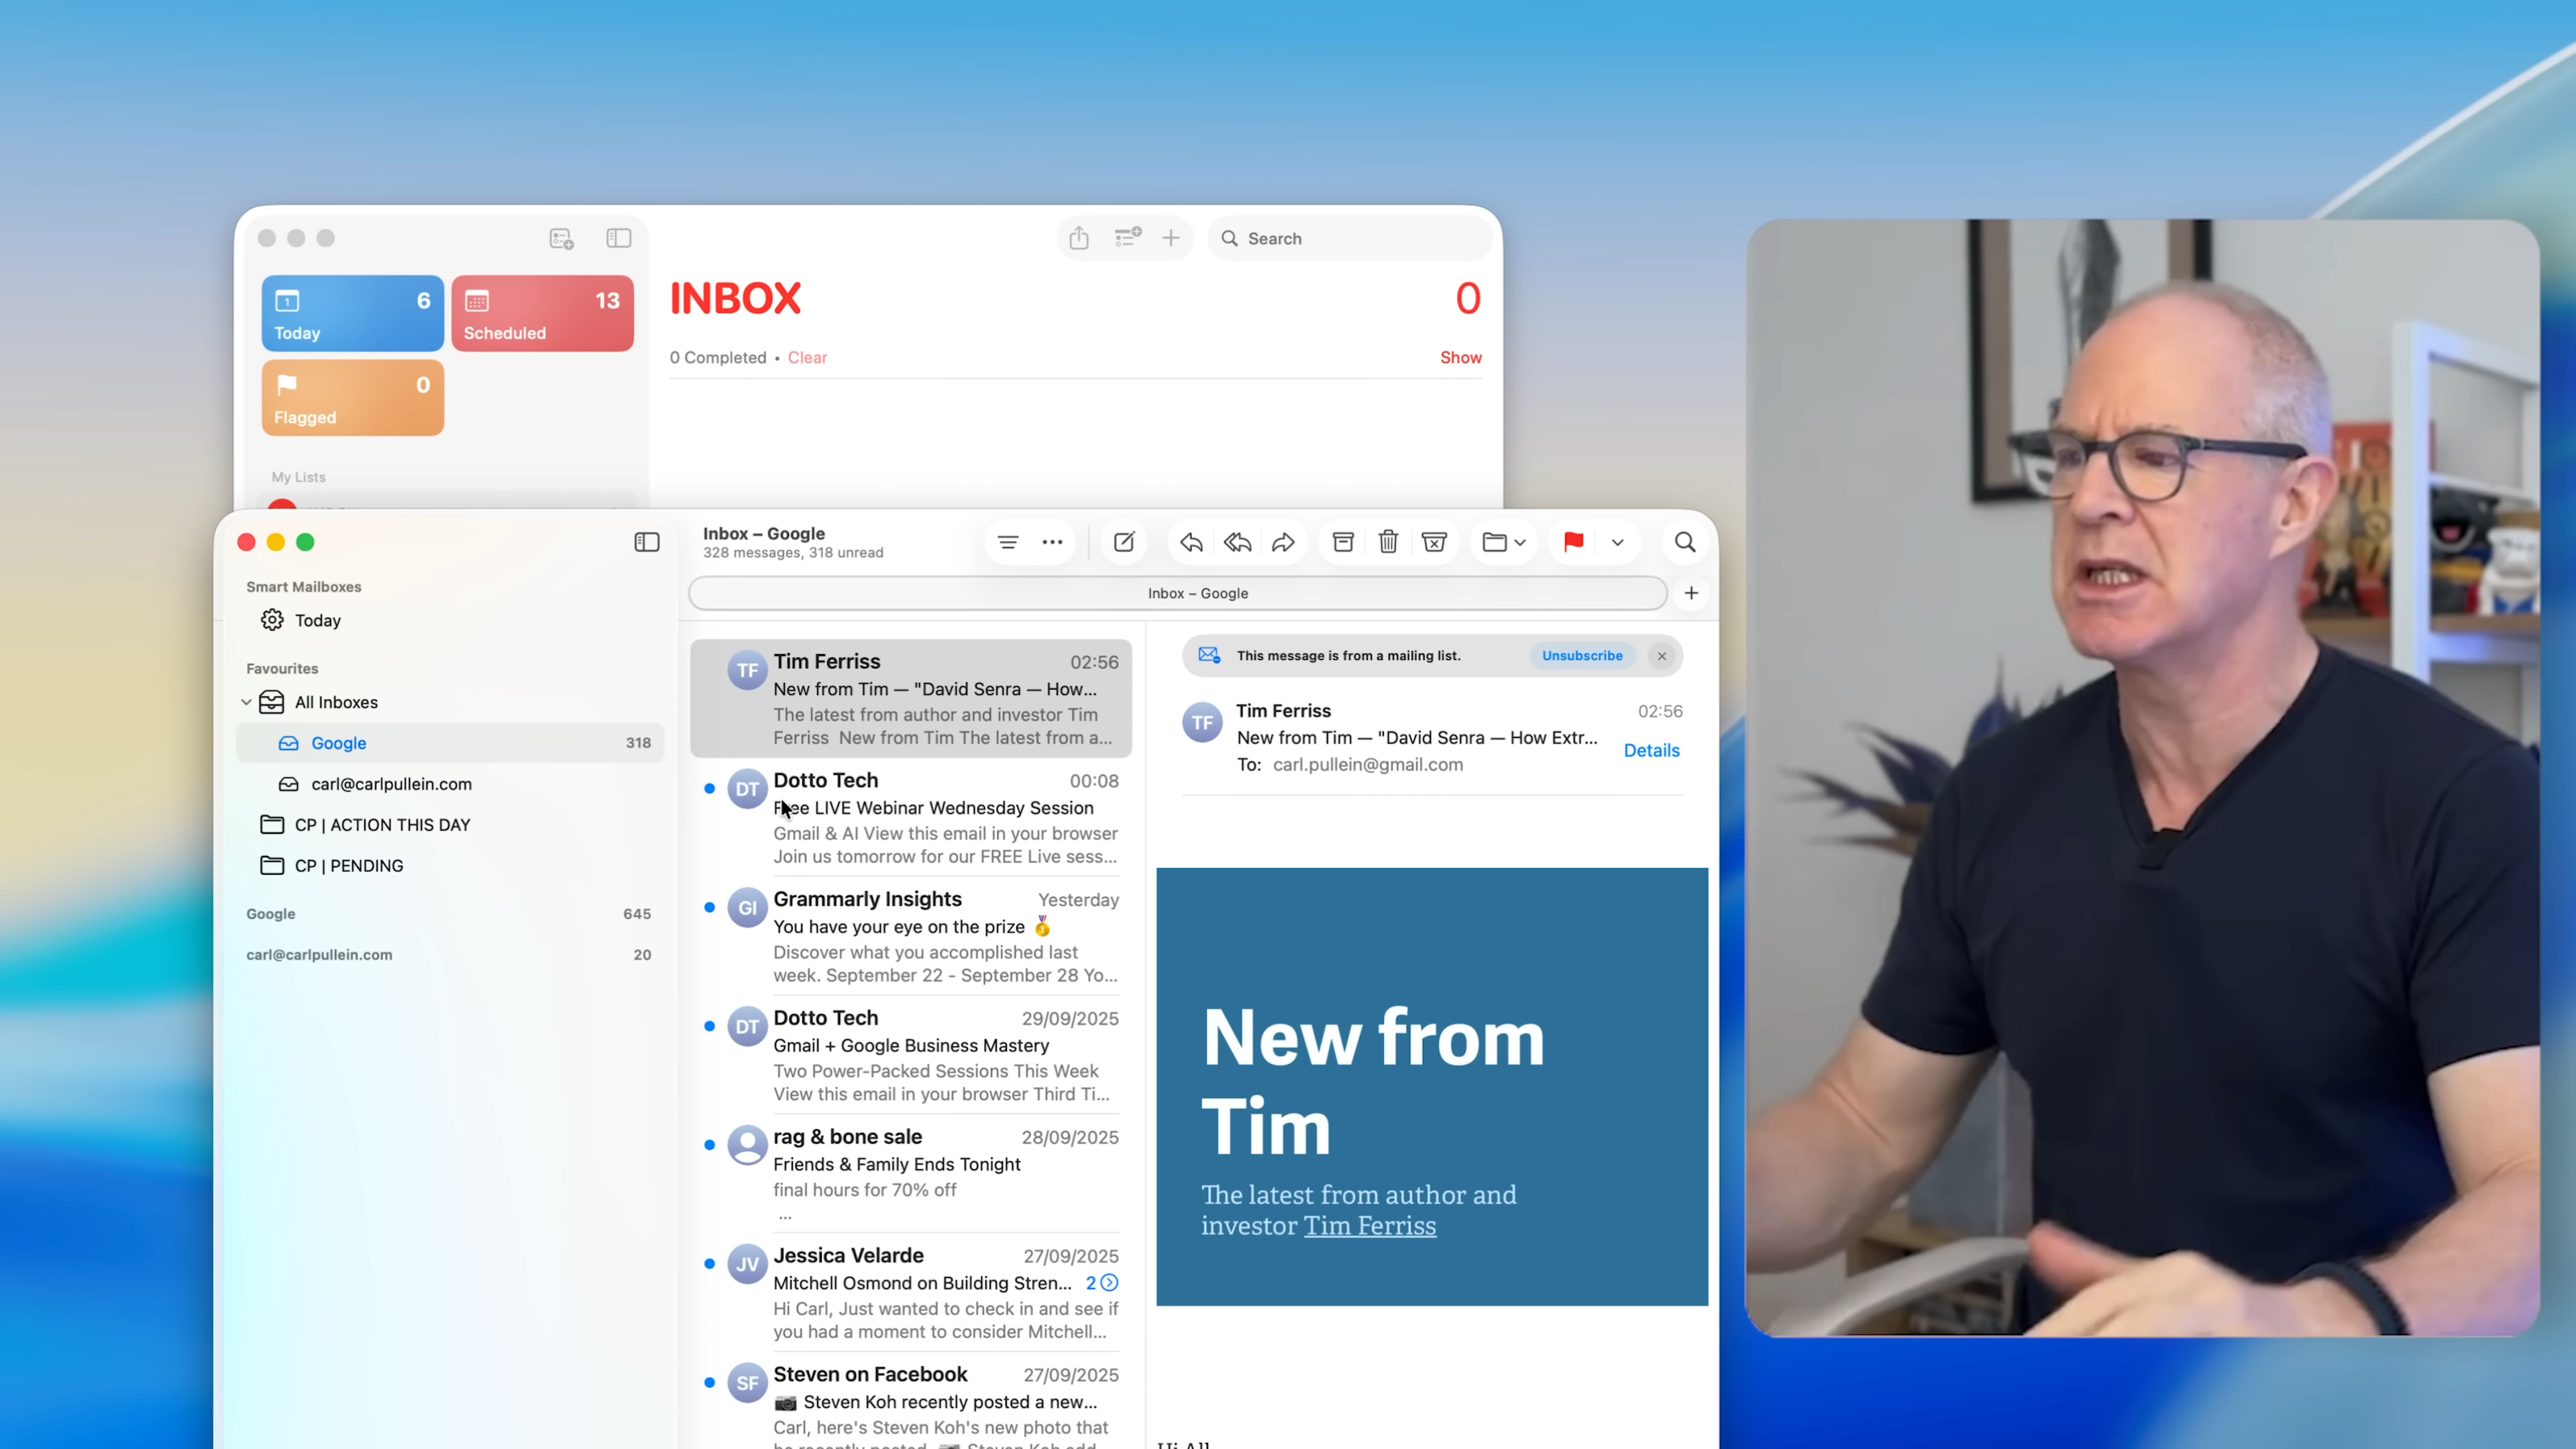 Search
1
6
Today
13
Scheduled
0
Flagged
My Lists
INBOX
0
0 Completed • Clear
Show
Smart Mailboxes
Today
Favourites
All Inboxes
Google
318
carl@carlpullein.com
CP | ACTION THIS DAY
CP | PENDING
Google
645
carl@carlpullein.com
20
Inbox – Google
328 messages, 318 unread
Inbox – Google
TF
Tim Ferriss
02:56
New from Tim — "David Senra — How...
The latest from author and investor Tim
Ferriss New from Tim The latest from a...
DT
Dotto Tech
00:08
Free LIVE Webinar Wednesday Session
Gmail & AI View this email in your browser
Join us tomorrow for our FREE Live sess...
GI
Grammarly Insights
Yesterday
You have your eye on the prize 🏅
Discover what you accomplished last
week. September 22 - September 28 Yo...
DT
Dotto Tech
29/09/2025
Gmail + Google Business Mastery
Two Power-Packed Sessions This Week
View this email in your browser Third Ti...
rag & bone sale
28/09/2025
Friends & Family Ends Tonight
final hours for 70% off
...
JV
Jessica Velarde
27/09/2025
Mitchell Osmond on Building Stren...
2
Hi Carl, Just wanted to check in and see if
you had a moment to consider Mitchell...
SF
Steven on Facebook
27/09/2025
📷 Steven Koh recently posted a new...
Carl, here's Steven Koh's new photo that
This message is from a mailing list.
Unsubscribe
TF
Tim Ferriss
02:56
New from Tim — "David Senra — How Extr...
Details
To: carl.pullein@gmail.com
New from
Tim
The latest from author and
investor Tim Ferriss